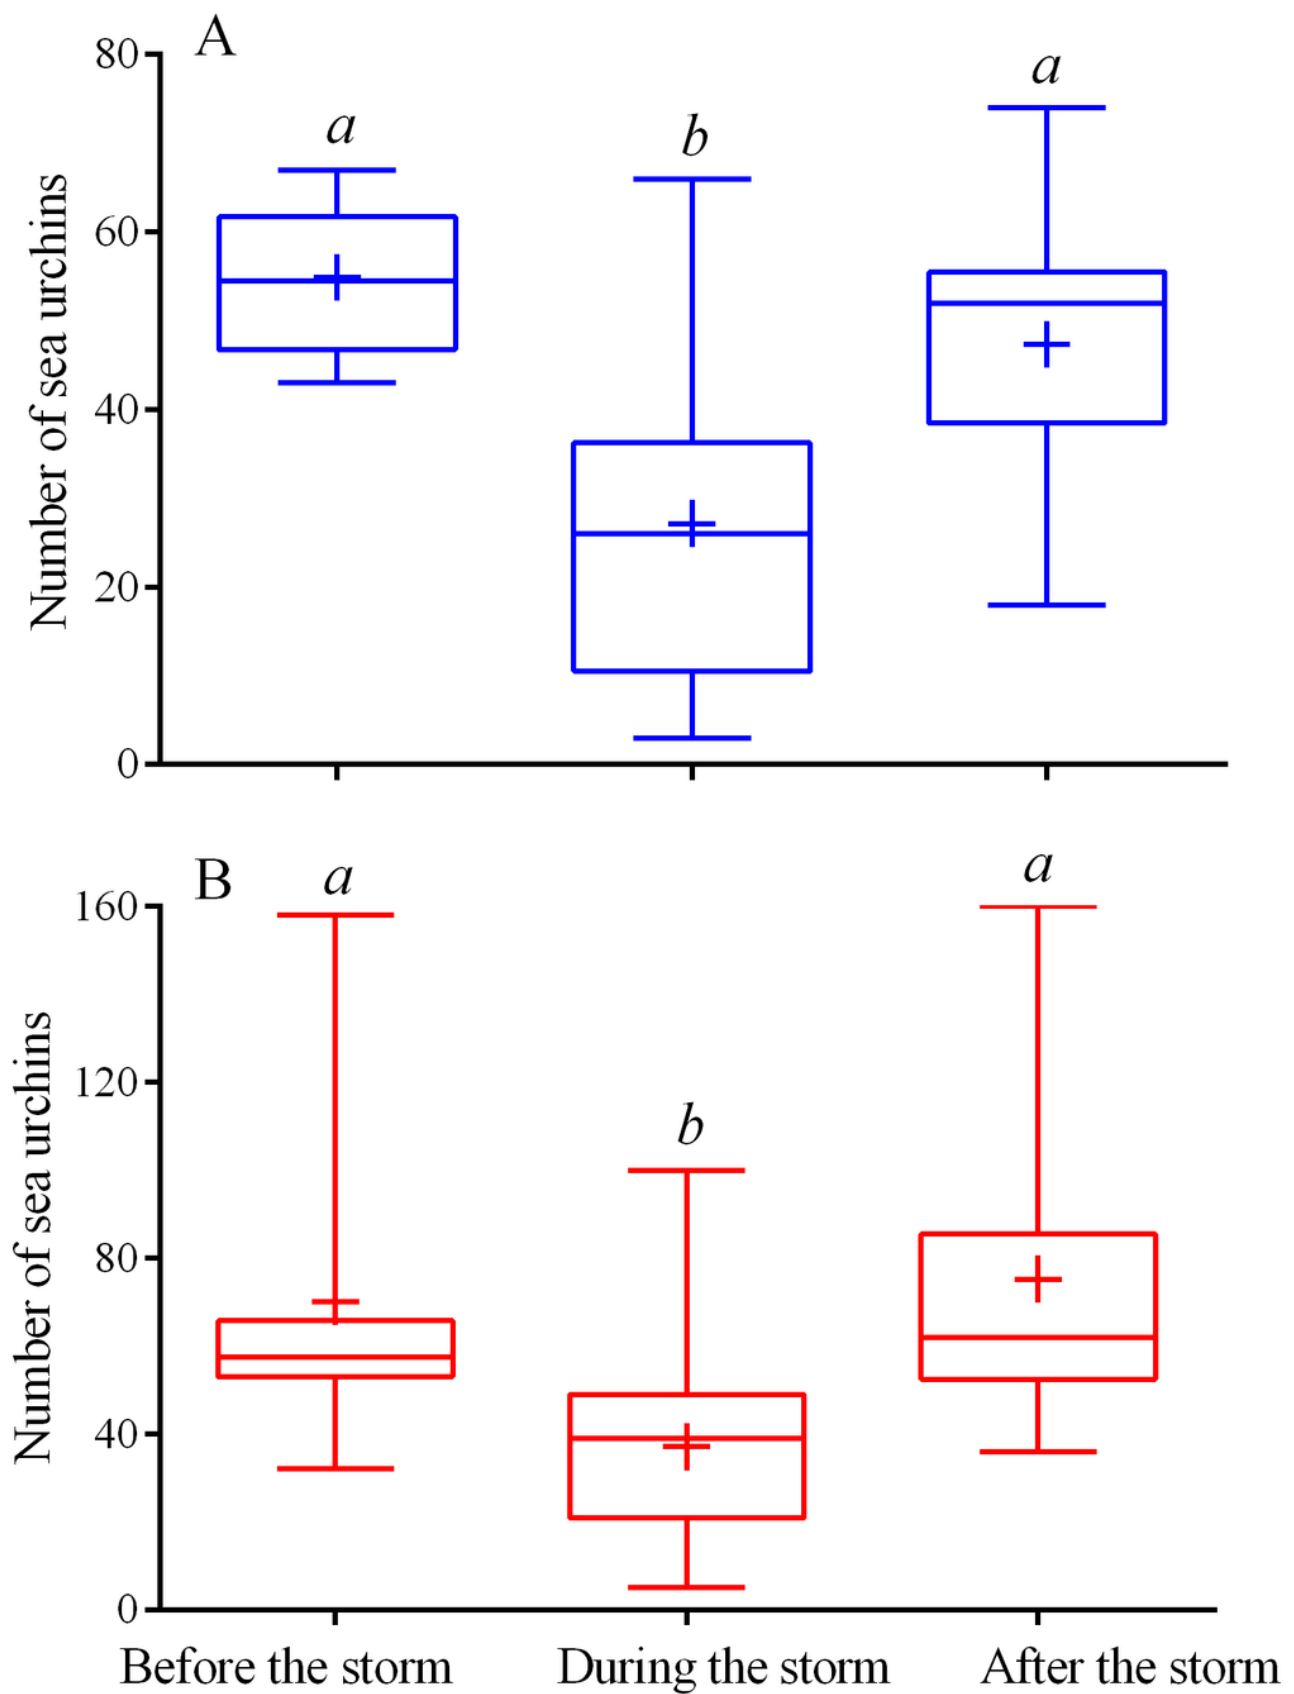 A
80
60
40
20
0
Number of sea urchins
a
b
a
B
160
120
80
40
0
Number of sea urchins
a
b
a
Before the storm
During the storm
After the storm